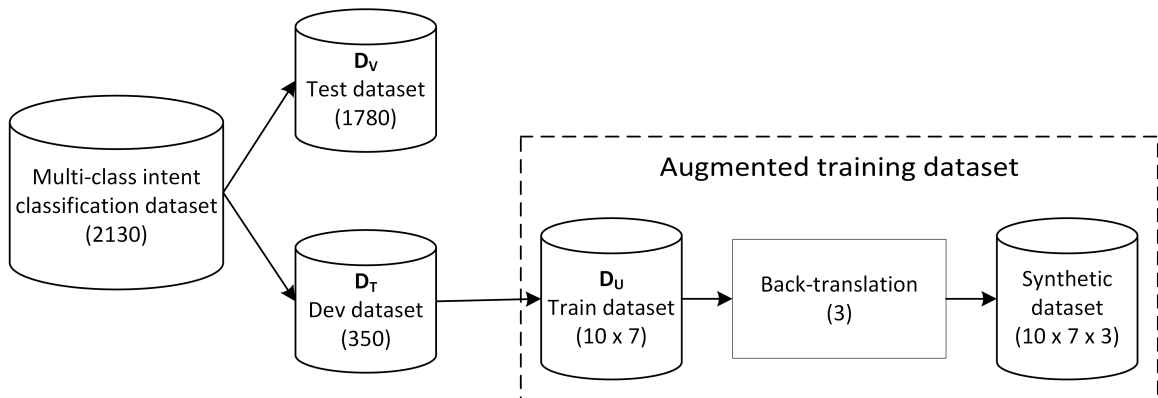 Multi-class intent
classification dataset
(2130)
D_V
Test dataset
(1780)
D_T
Dev dataset
(350)
Augmented training dataset
D_U
Train dataset
(10 x 7)
Back-translation
(3)
Synthetic
dataset
(10 x 7 x 3)